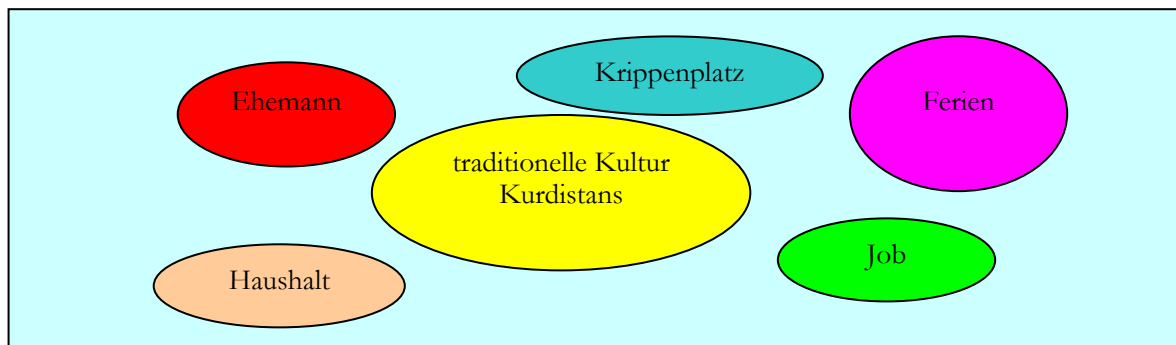 Krippenplatz
Ehemann
Ferien
traditionelle Kultur
Kurdistans
Job
Haushalt